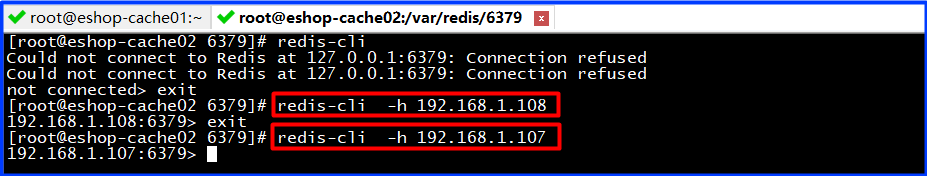 root@eshop-cache01:~ root@eshop-cache02:/var/redis/6379 x
[root@eshop-cache02 6379]# redis-cli
Could not connect to Redis at 127.0.0.1:6379: Connection refused
Could not connect to Redis at 127.0.0.1:6379: Connection refused
not connected> exit
[root@eshop-cache02 6379]# redis-cli  -h 192.168.1.108
192.168.1.108:6379> exit
[root@eshop-cache02 6379]# redis-cli  -h 192.168.1.107
192.168.1.107:6379>